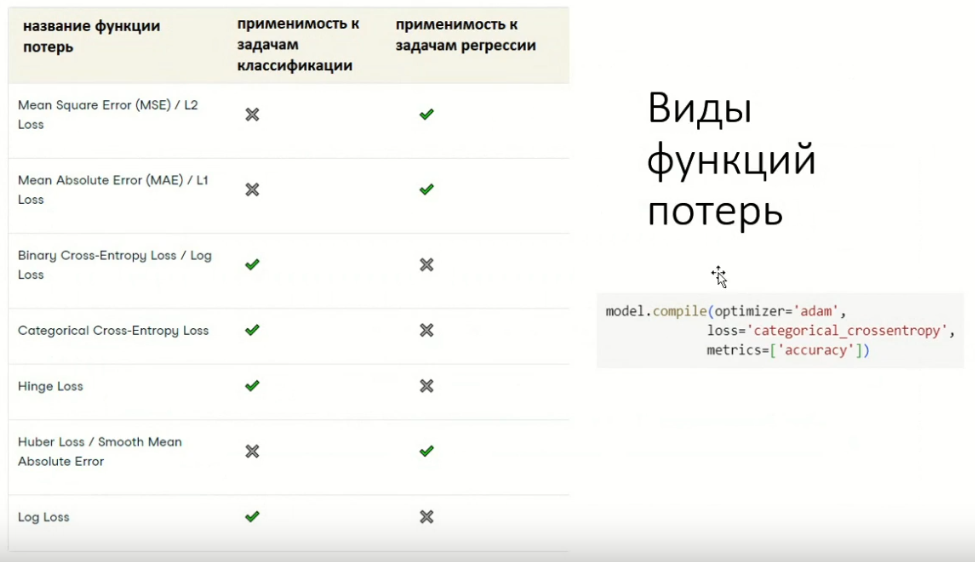 название функции
потерь
применимость к
задачам
классификации
применимость к
задачам регрессии
Mean Square Error (MSE) / L2
Loss
Mean Absolute Error (MAE) / L1
Loss
Binary Cross-Entropy Loss / Log
Loss
Categorical Cross-Entropy Loss
Hinge Loss
Huber Loss / Smooth Mean
Absolute Error
Log Loss
Виды
функций
потерь
model.compile(optimizer='adam',
loss='categorical_crossentropy',
metrics=['accuracy'])